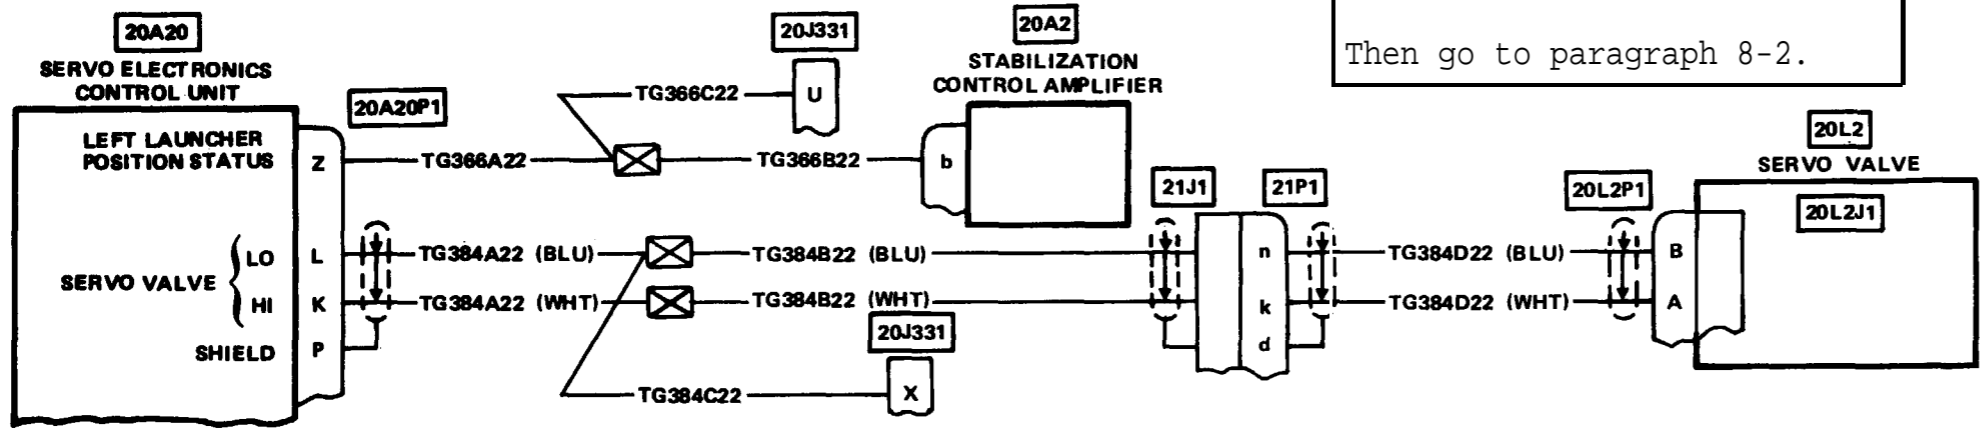 20A20
SERVO ELECTRONICS
CONTROL UNIT
20A20P1
20J331
U
20A2
STABILIZATION
CONTROL AMPLIFIER
Then go to paragraph 8-2.
LEFT LAUNCHER
POSITION STATUS
Z
TG366C22
TG366A22
TG366B22
b
21J1
21P1
20L2P1
20L2
SERVO VALVE
20L2J1
SERVO VALVE
LO
L
TG384A22 (BLU)
TG384B22 (BLU)
n
TG384D22 (BLU)
B
HI
K
TG384A22 (WHT)
TG384B22 (WHT)
k
TG384D22 (WHT)
A
SHIELD
P
d
20J331
TG384C22
X